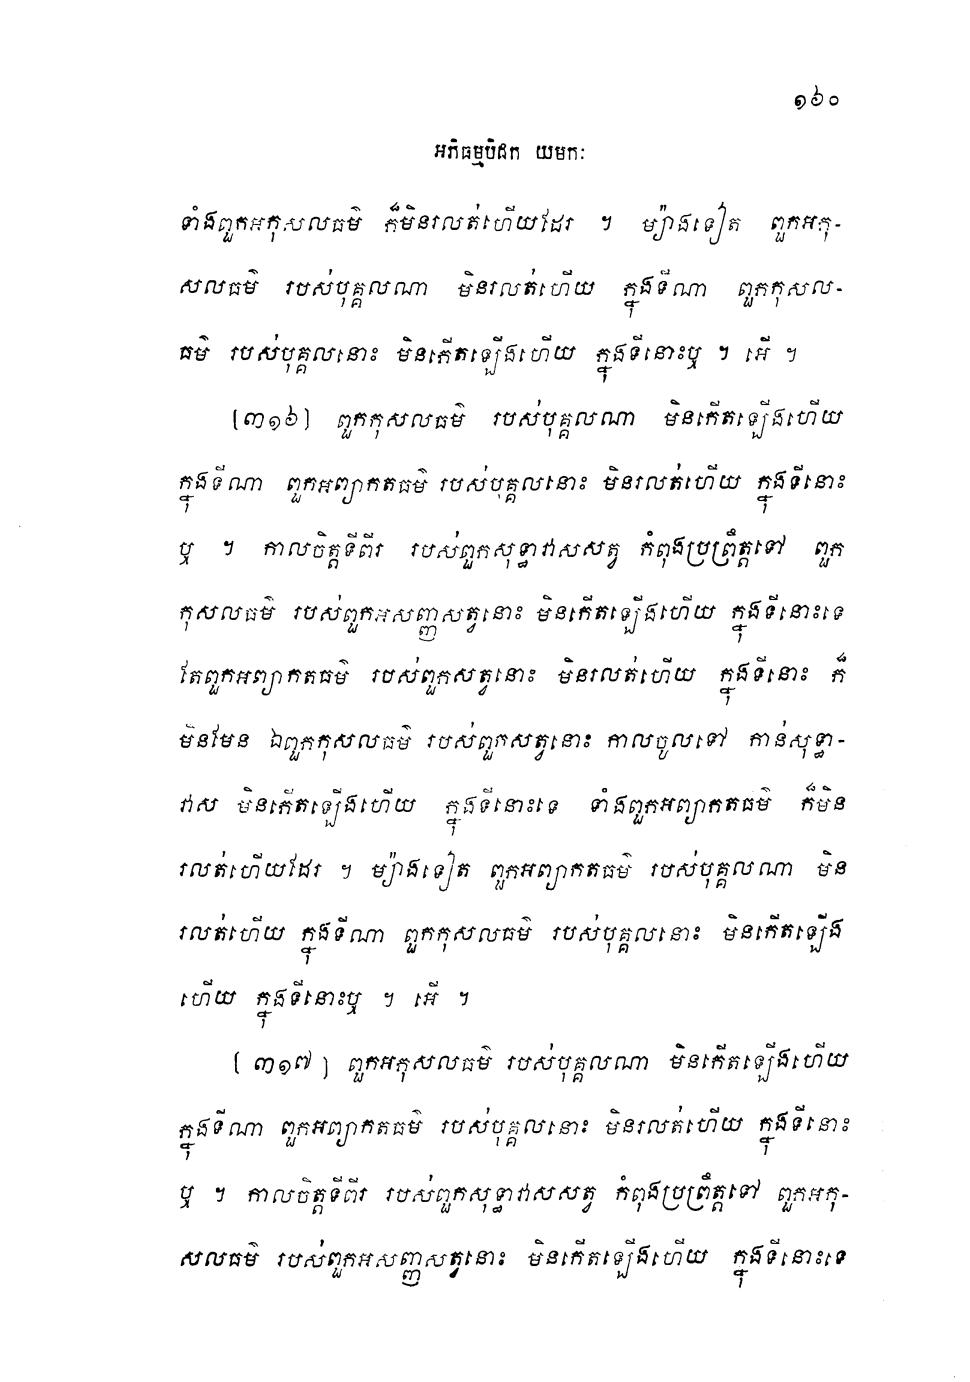 ១៦០
អភិធម្មបិដក យមកៈ
ទាំងពួកអកុសលធម៌ ក៏មិនរលត់ហើយដែរ ។ ម្យ៉ាងទៀត ពួកអកុ-
សលធម៌ របស់បុគ្គលណា មិនរលត់ហើយ ក្នុងទីណា ពួកកុសល-
ធម៌ របស់បុគ្គលនោះ មិនកើតឡើងហើយ ក្នុងទីនោះឬ ។ អើ ។
[៣១៦] ពួកកុសលធម៌ របស់បុគ្គលណា មិនកើតឡើងហើយ
ក្នុងទីណា ពួកអព្យាកតធម៌ របស់បុគ្គលនោះ មិនរលត់ហើយ ក្នុងទីនោះ
ឬ ។ កាលចិត្តទីពីរ របស់ពួកសុទ្ធាវាសសត្វ កំពុងប្រព្រឹត្តទៅ ពួក
កុសលធម៌ របស់ពួកអសញ្ញសត្វនោះ មិនកើតឡើងហើយ ក្នុងទីនោះទេ
តែពួកអព្យាកតធម៌ របស់ពួកសត្វនោះ មិនរលត់ហើយ ក្នុងទីនោះ ក៏
មិនមែន ឯពួកកុសលធម៌ របស់ពួកសត្វនោះ កាលចូលទៅ កាន់សុទ្ធា-
វាស មិនកើតឡើងហើយ ក្នុងទីនោះទេ ទាំងពួកអព្យាកតធម៌ ក៏មិន
រលត់ហើយដែរ ។ ម្យ៉ាងទៀត ពួកអព្យាកតធម៌ របស់បុគ្គលណា មិន
រលត់ហើយ ក្នុងទីណា ពួកកុសលធម៌ របស់បុគ្គលនោះ មិនកើតឡើង
ហើយ ក្នុងទីនោះឬ ។ អើ ។
[៣១៧] ពួកអកុសលធម៌ របស់បុគ្គលណា មិនកើតឡើងហើយ
ក្នុងទីណា ពួកអព្យាកតធម៌ របស់បុគ្គលនោះ មិនរលត់ហើយ ក្នុងទីនោះ
ឬ ។ កាលចិត្តទីពីរ របស់ពួកសុទ្ធាវាសសត្វ កំពុងប្រព្រឹត្តទៅ ពួកអកុ-
សលធម៌ របស់ពួកអសញ្ញសត្វនោះ មិនកើតឡើងហើយ ក្នុងទីនោះទេ